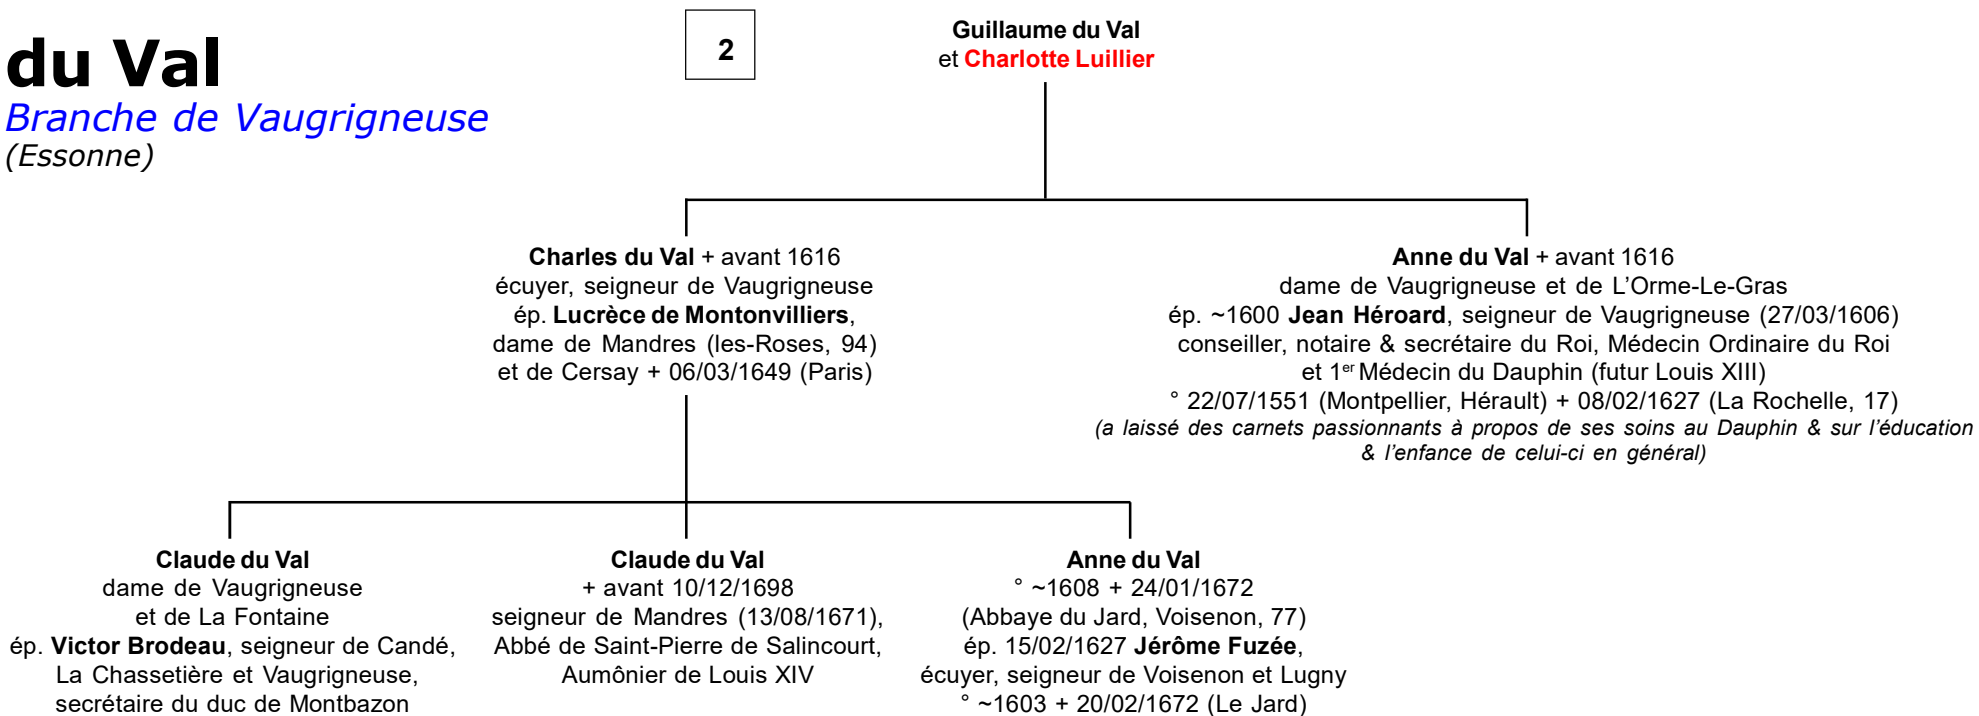 du Val
Branche de Vaugrigneuse
(Essonne)
2
Guillaume du Val
et Charlotte Luillier
Charles du Val + avant 1616
écuyer, seigneur de Vaugrigneuse
ép. Lucrèce de Montonvilliers,
dame de Mandres (les-Roses, 94)
et de Cersay + 06/03/1649 (Paris)
Anne du Val + avant 1616
dame de Vaugrigneuse et de L’Orme-Le-Gras
ép. ~1600 Jean Héroard, seigneur de Vaugrigneuse (27/03/1606)
conseiller, notaire & secrétaire du Roi, Médecin Ordinaire du Roi
et 1er Médecin du Dauphin (futur Louis XIII)
° 22/07/1551 (Montpellier, Hérault) + 08/02/1627 (La Rochelle, 17)
(a laissé des carnets passionnants à propos de ses soins au Dauphin & sur l’éducation
& l’enfance de celui-ci en général)
Claude du Val
dame de Vaugrigneuse
et de La Fontaine
ép. Victor Brodeau, seigneur de Candé,
La Chassetière et Vaugrigneuse,
secrétaire du duc de Montbazon
Claude du Val
+ avant 10/12/1698
seigneur de Mandres (13/08/1671),
Abbé de Saint-Pierre de Salincourt,
Aumônier de Louis XIV
Anne du Val
° ~1608 + 24/01/1672
(Abbaye du Jard, Voisenon, 77)
ép. 15/02/1627 Jérôme Fuzée,
écuyer, seigneur de Voisenon et Lugny
° ~1603 + 20/02/1672 (Le Jard)